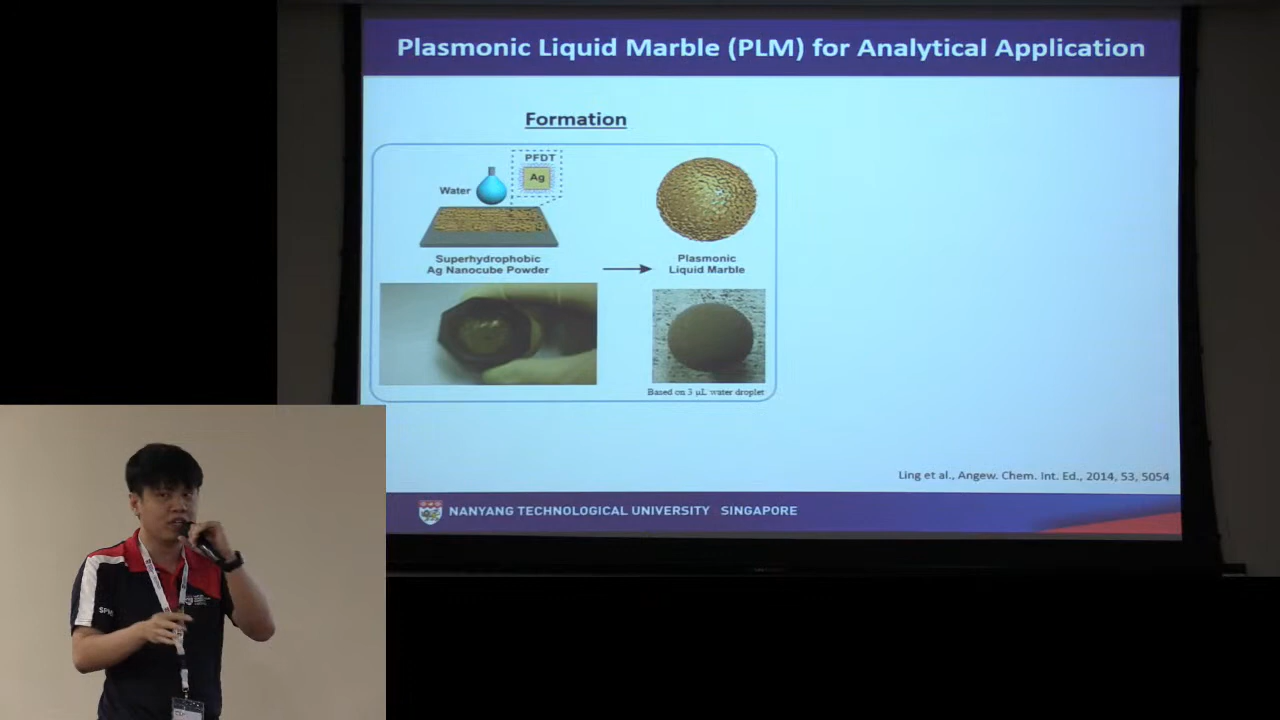 Plasmonic Liquid Marble (PLM) for Analytical Application
Formation
PFDT
Ag
Water
Superhydrophobic
Ag Nanocube Powder
Plasmonic
Liquid Marble
Based on 3 µL water droplet
Ling et al., Angew. Chem. Int. Ed., 2014, 53, 5054
NANYANG TECHNOLOGICAL UNIVERSITY SINGAPORE